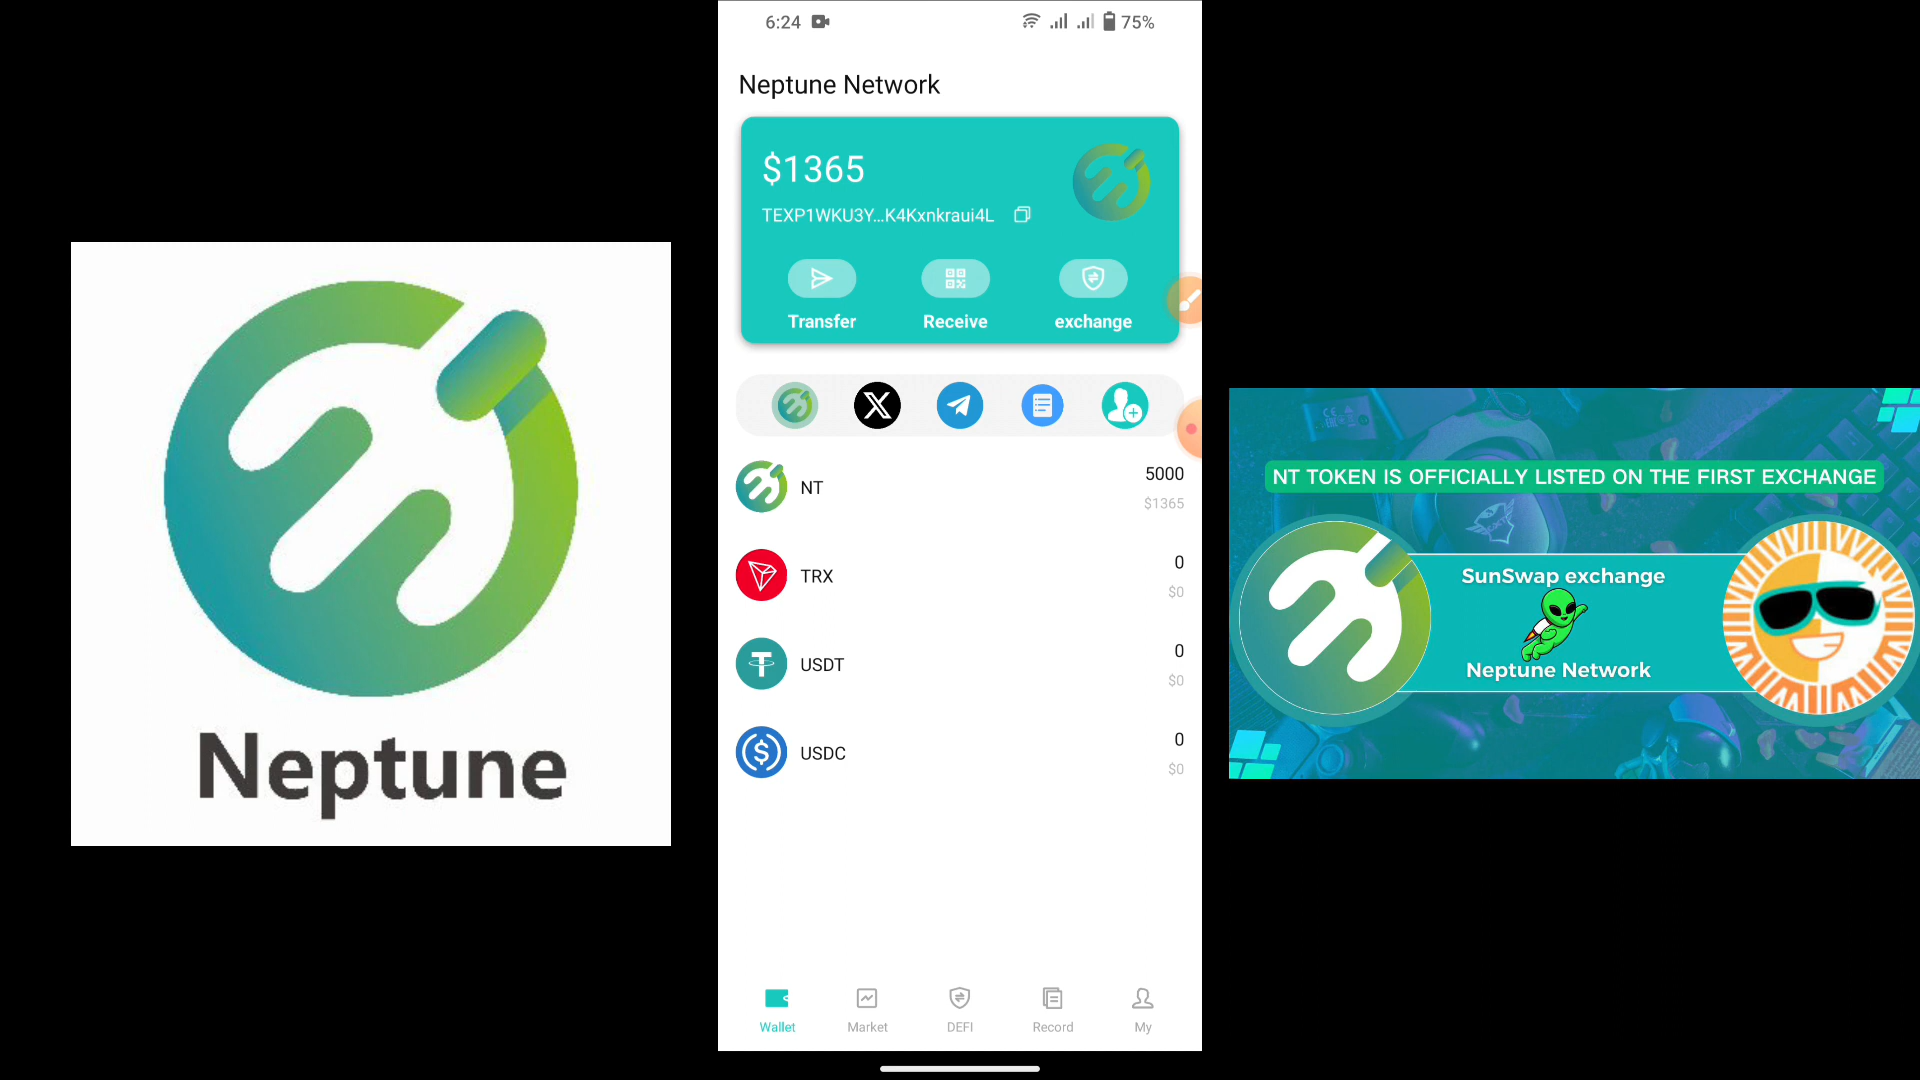 Neptune
6:24
75%
Neptune Network
$1365
TEXP1WKU3Y...K4Kxnkraui4L
Transfer
Receive
exchange
NT
5000
$1365
TRX
0
$0
USDT
0
$0
USDC
0
$0
Wallet
Market
DEFI
Record
My
NT TOKEN IS OFFICIALLY LISTED ON THE FIRST EXCHANGE
SunSwap exchange
Neptune Network